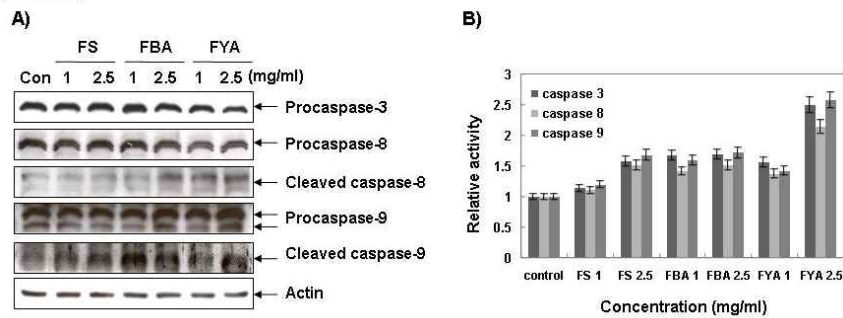 A)
FS FBA FYA
Con 1 2.5 1 2.5 1 2.5 (mg/ml)
Procaspase-3
Procaspase-8
Cleaved caspase-8
Procaspase-9
Cleaved caspase-9
Actin
B)
3
2.5
2
1.5
1
0.5
0
Relative activity
caspase 3
caspase 8
caspase 9
control FS 1 FS 2.5 FBA 1 FBA 2.5 FYA 1 FYA 2.5
Concentration (mg/ml)